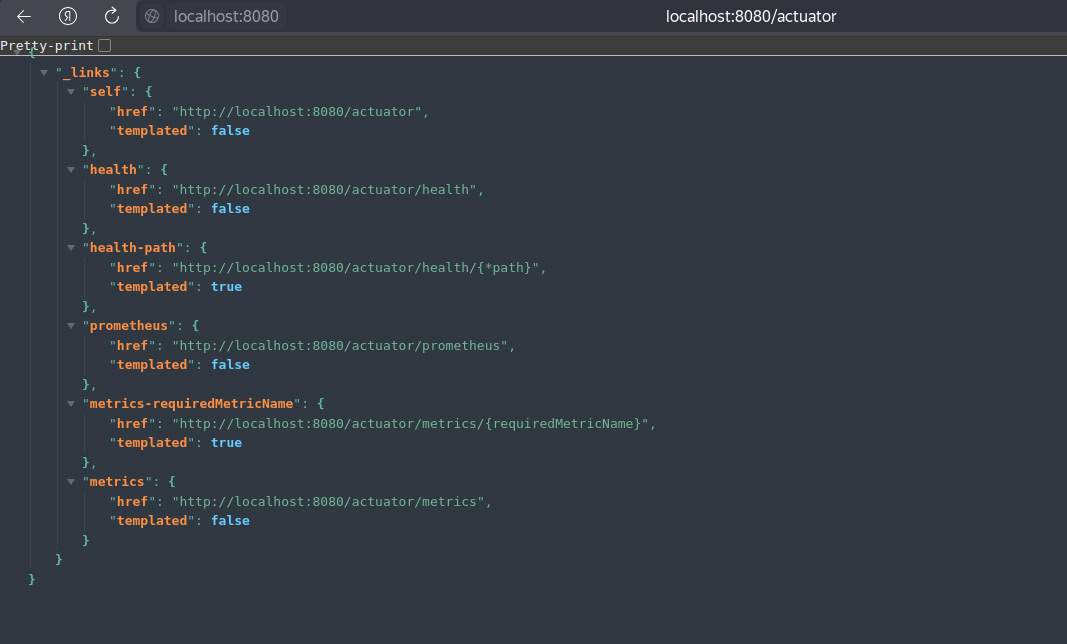 localhost:8080 localhost:8080/actuator
Pretty-print
{
"_links": {
"self": {
"href": "http://localhost:8080/actuator",
"templated": false
},
"health": {
"href": "http://localhost:8080/actuator/health",
"templated": false
},
"health-path": {
"href": "http://localhost:8080/actuator/health/{*path}",
"templated": true
},
"prometheus": {
"href": "http://localhost:8080/actuator/prometheus",
"templated": false
},
"metrics-requiredMetricName": {
"href": "http://localhost:8080/actuator/metrics/{requiredMetricName}",
"templated": true
},
"metrics": {
"href": "http://localhost:8080/actuator/metrics",
"templated": false
}
}
}